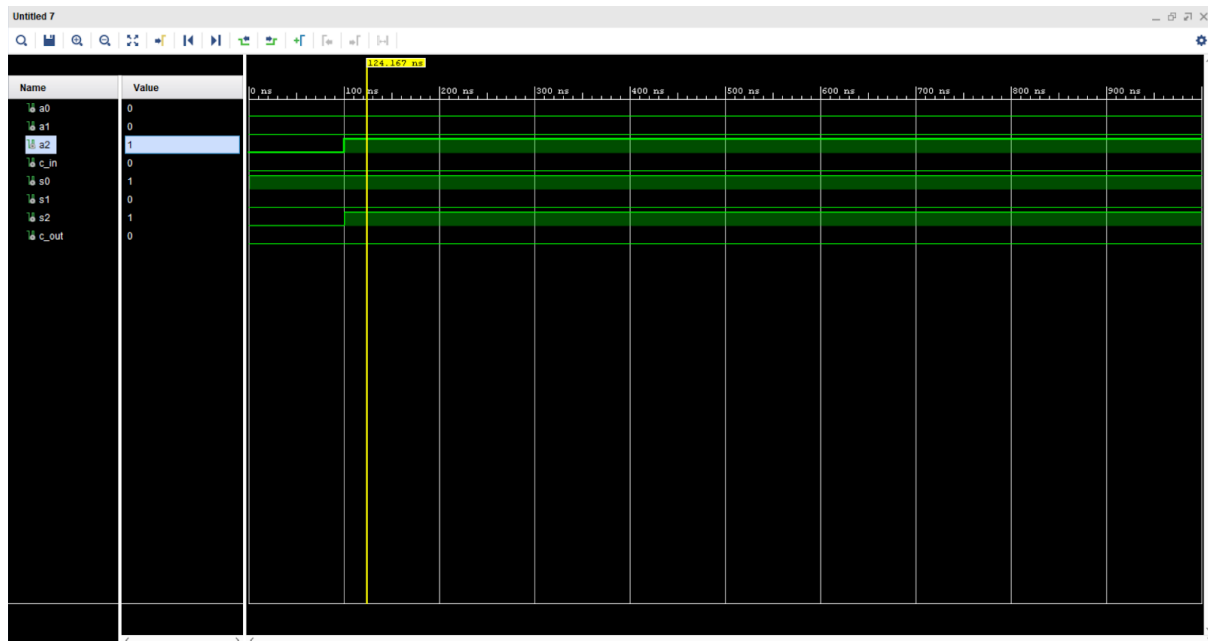 Untitled 7
124.167 ns
Name Value
0 ns 100 ns 200 ns 300 ns 400 ns 500 ns 600 ns 700 ns 800 ns 900 ns
a0 0
a1 0
a2 1
c_in 0
s0 1
s1 0
s2 1
c_out 0